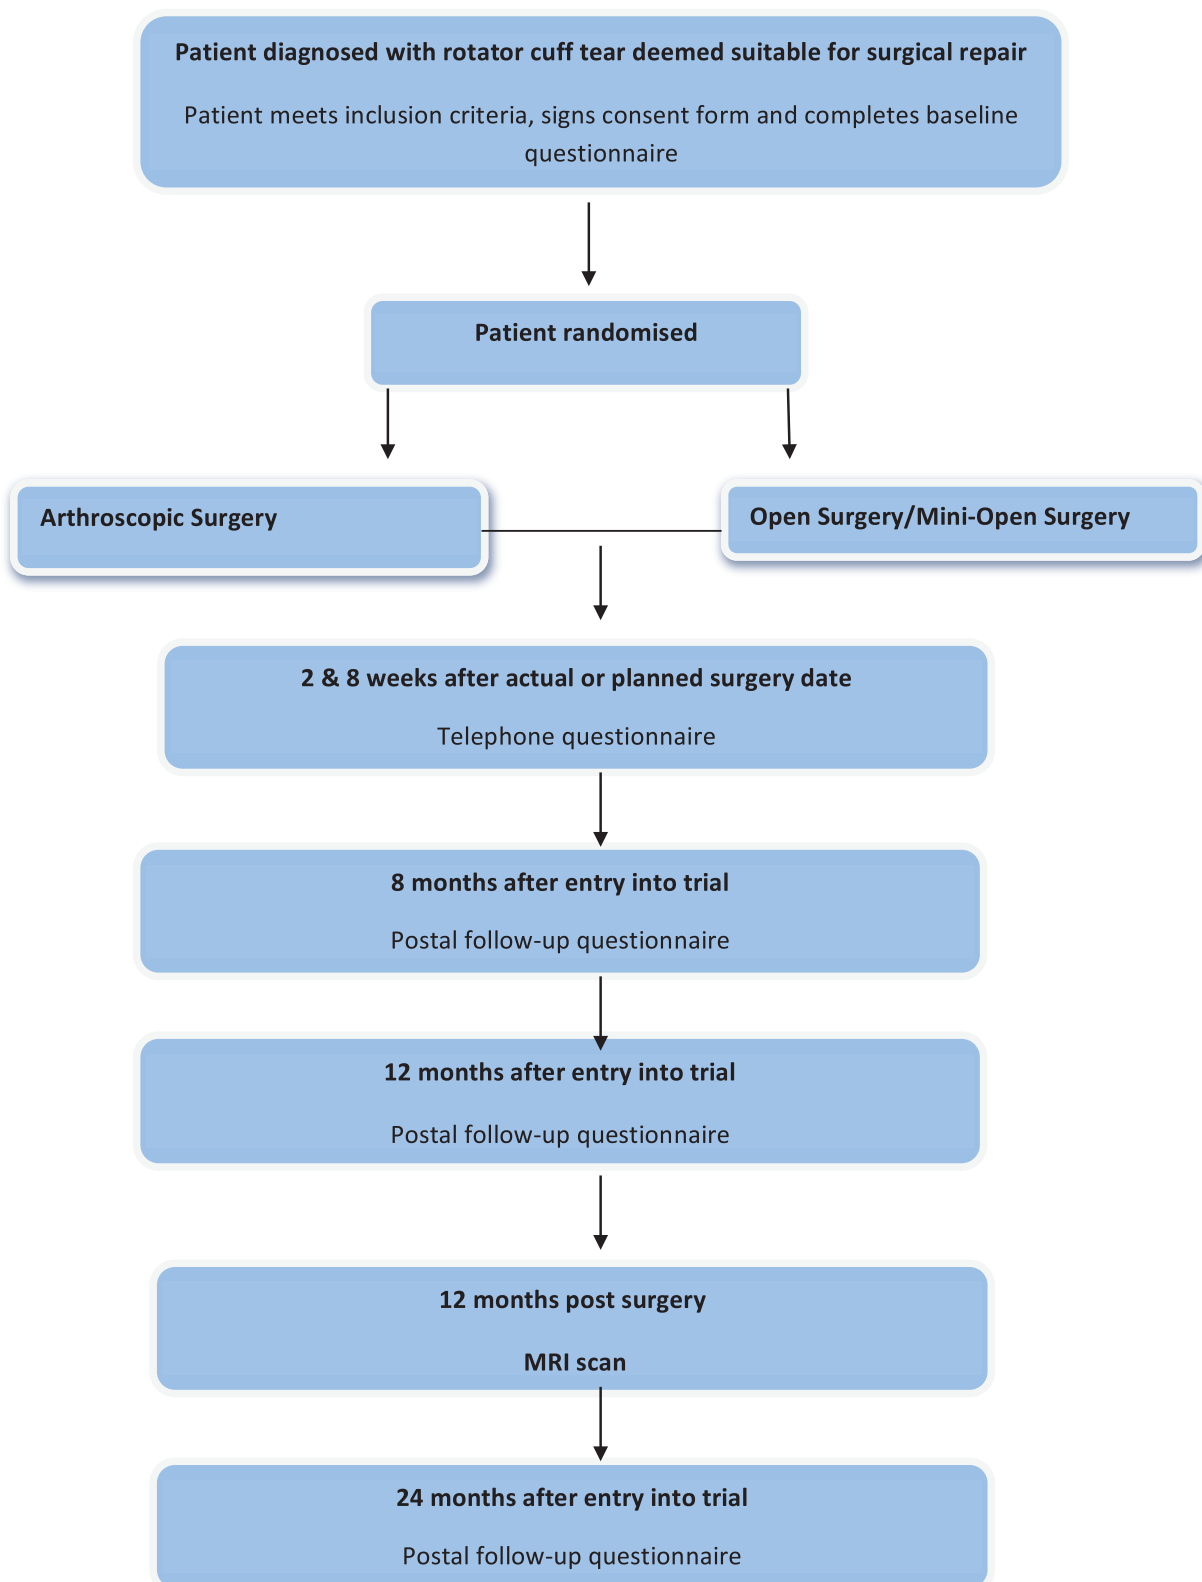 Patient diagnosed with rotator cuff tear deemed suitable for surgical repair
Patient meets inclusion criteria, signs consent form and completes baseline
questionnaire
Patient randomised
Arthroscopic Surgery
Open Surgery/Mini-Open Surgery
2 & 8 weeks after actual or planned surgery date
Telephone questionnaire
8 months after entry into trial
Postal follow-up questionnaire
12 months after entry into trial
Postal follow-up questionnaire
12 months post surgery
MRI scan
24 months after entry into trial
Postal follow-up questionnaire